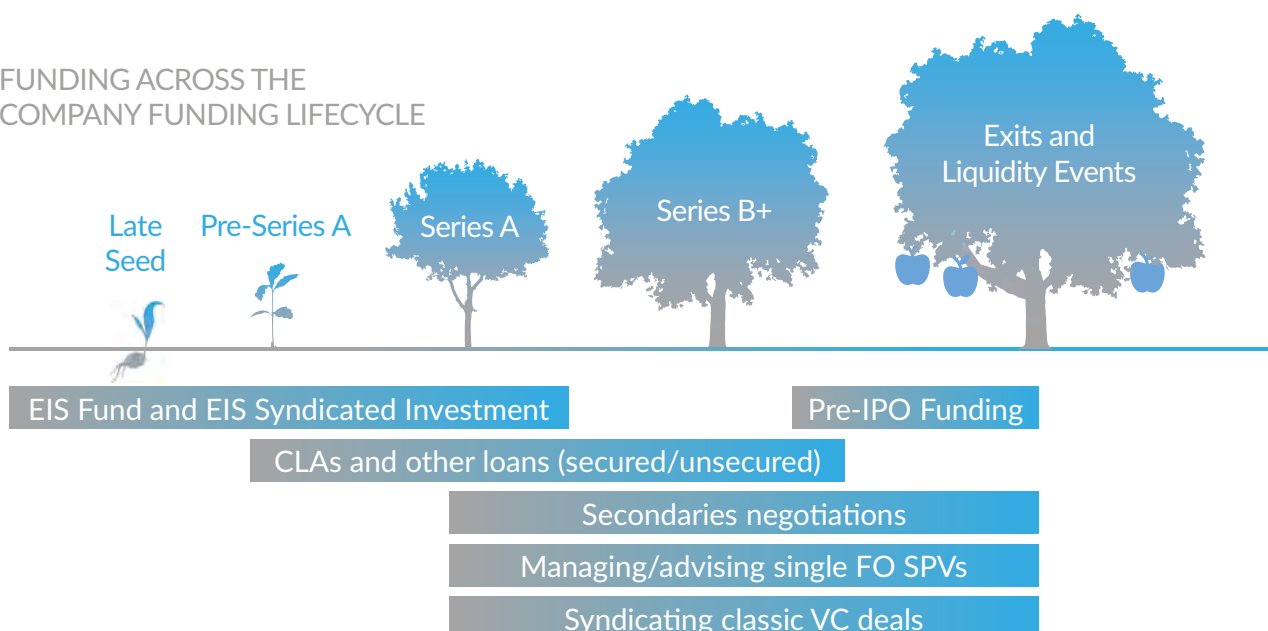 FUNDING ACROSS THE
COMPANY FUNDING LIFECYCLE
Late
Seed
Pre-Series A
Series A
Series B+
Exits and
Liquidity Events
EIS Fund and EIS Syndicated Investment
Pre-IPO Funding
CLAs and other loans (secured/unsecured)
Secondaries negotiations
Managing/advising single FO SPVs
Syndicating classic VC deals